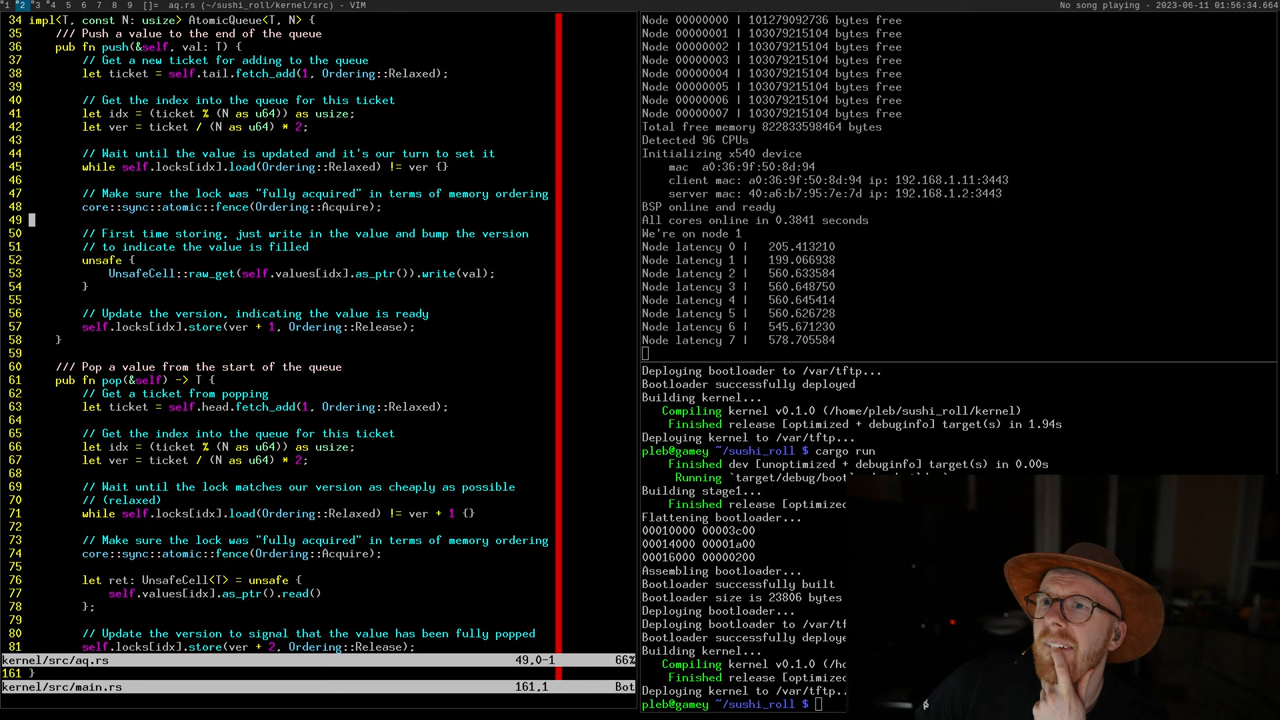 1 2 3 4 5 6 7 8 9 []= aq.rs (~/sushi_roll/kernel/src) - VIM
No song playing - 2023-06-11 01:56:34.664
34 impl<T, const N: usize> AtomicQueue<T, N> {
35 /// Push a value to the end of the queue
36 pub fn push(&self, val: T) {
37 // Get a new ticket for adding to the queue
38 let ticket = self.tail.fetch_add(1, Ordering::Relaxed);
39
40 // Get the index into the queue for this ticket
41 let idx = (ticket % (N as u64)) as usize;
42 let ver = ticket / (N as u64) * 2;
43
44 // Wait until the value is updated and it's our turn to set it
45 while self.locks[idx].load(Ordering::Relaxed) != ver {}
46
47 // Make sure the lock was "fully acquired" in terms of memory ordering
48 core::sync::atomic::fence(Ordering::Acquire);
49
50 // First time storing, just write in the value and bump the version
51 // to indicate the value is filled
52 unsafe {
53 UnsafeCell::raw_get(self.values[idx].as_ptr()).write(val);
54 }
55
56 // Update the version, indicating the value is ready
57 self.locks[idx].store(ver + 1, Ordering::Release);
58 }
59
60 /// Pop a value from the start of the queue
61 pub fn pop(&self) -> T {
62 // Get a ticket from popping
63 let ticket = self.head.fetch_add(1, Ordering::Relaxed);
64
65 // Get the index into the queue for this ticket
66 let idx = (ticket % (N as u64)) as usize;
67 let ver = ticket / (N as u64) * 2;
68
69 // Wait until the lock matches our version as cheaply as possible
70 // (relaxed)
71 while self.locks[idx].load(Ordering::Relaxed) != ver + 1 {}
72
73 // Make sure the lock was "fully acquired" in terms of memory ordering
74 core::sync::atomic::fence(Ordering::Acquire);
75
76 let ret: UnsafeCell<T> = unsafe {
77 self.values[idx].as_ptr().read()
78 };
79
80 // Update the version to signal that the value has been fully popped
81 self.locks[idx].store(ver + 2, Ordering::Release);
kernel/src/aq.rs 49,0-1 66%
161 }
kernel/src/main.rs 161,1 Bot
Node 00000000 | 101279092736 bytes free
Node 00000001 | 103079215104 bytes free
Node 00000002 | 103079215104 bytes free
Node 00000003 | 103079215104 bytes free
Node 00000004 | 103079215104 bytes free
Node 00000005 | 103079215104 bytes free
Node 00000006 | 103079215104 bytes free
Node 00000007 | 103079215104 bytes free
Total free memory 822833598464 bytes
Detected 96 CPUs
Initializing x540 device
mac a0:36:9f:50:8d:94
client mac: a0:36:9f:50:8d:94 ip: 192.168.1.11:3443
server mac: 40:a6:b7:95:7e:7d ip: 192.168.1.2:3443
BSP online and ready
All cores online in 0.3841 seconds
We're on node 1
Node latency 0 | 205.413210
Node latency 1 | 199.066938
Node latency 2 | 560.633584
Node latency 3 | 560.648750
Node latency 4 | 560.645414
Node latency 5 | 560.626728
Node latency 6 | 545.671230
Node latency 7 | 578.705584
Deploying bootloader to /var/tftp...
Bootloader successfully deployed
Building kernel...
Compiling kernel v0.1.0 (/home/pleb/sushi_roll/kernel)
Finished release [optimized + debuginfo] target(s) in 1.94s
Deploying kernel to /var/tftp...
pleb@gamey ~/sushi_roll $ cargo run
Finished dev [unoptimized + debuginfo] target(s) in 0.00s
Running `target/debug/boot
Building stage1...
Finished release [optimized
Flattening bootloader...
00010000 00003c00
00014000 00001a00
00016000 00000200
Assembling bootloader...
Bootloader successfully built
Bootloader size is 23806 bytes
Deploying bootloader...
Deploying bootloader to /var/tf
Bootloader successfully deploye
Building kernel...
Compiling kernel v0.1.0 (/ho
Finished release [optimized
Deploying kernel to /var/tftp..
pleb@gamey ~/sushi_roll $